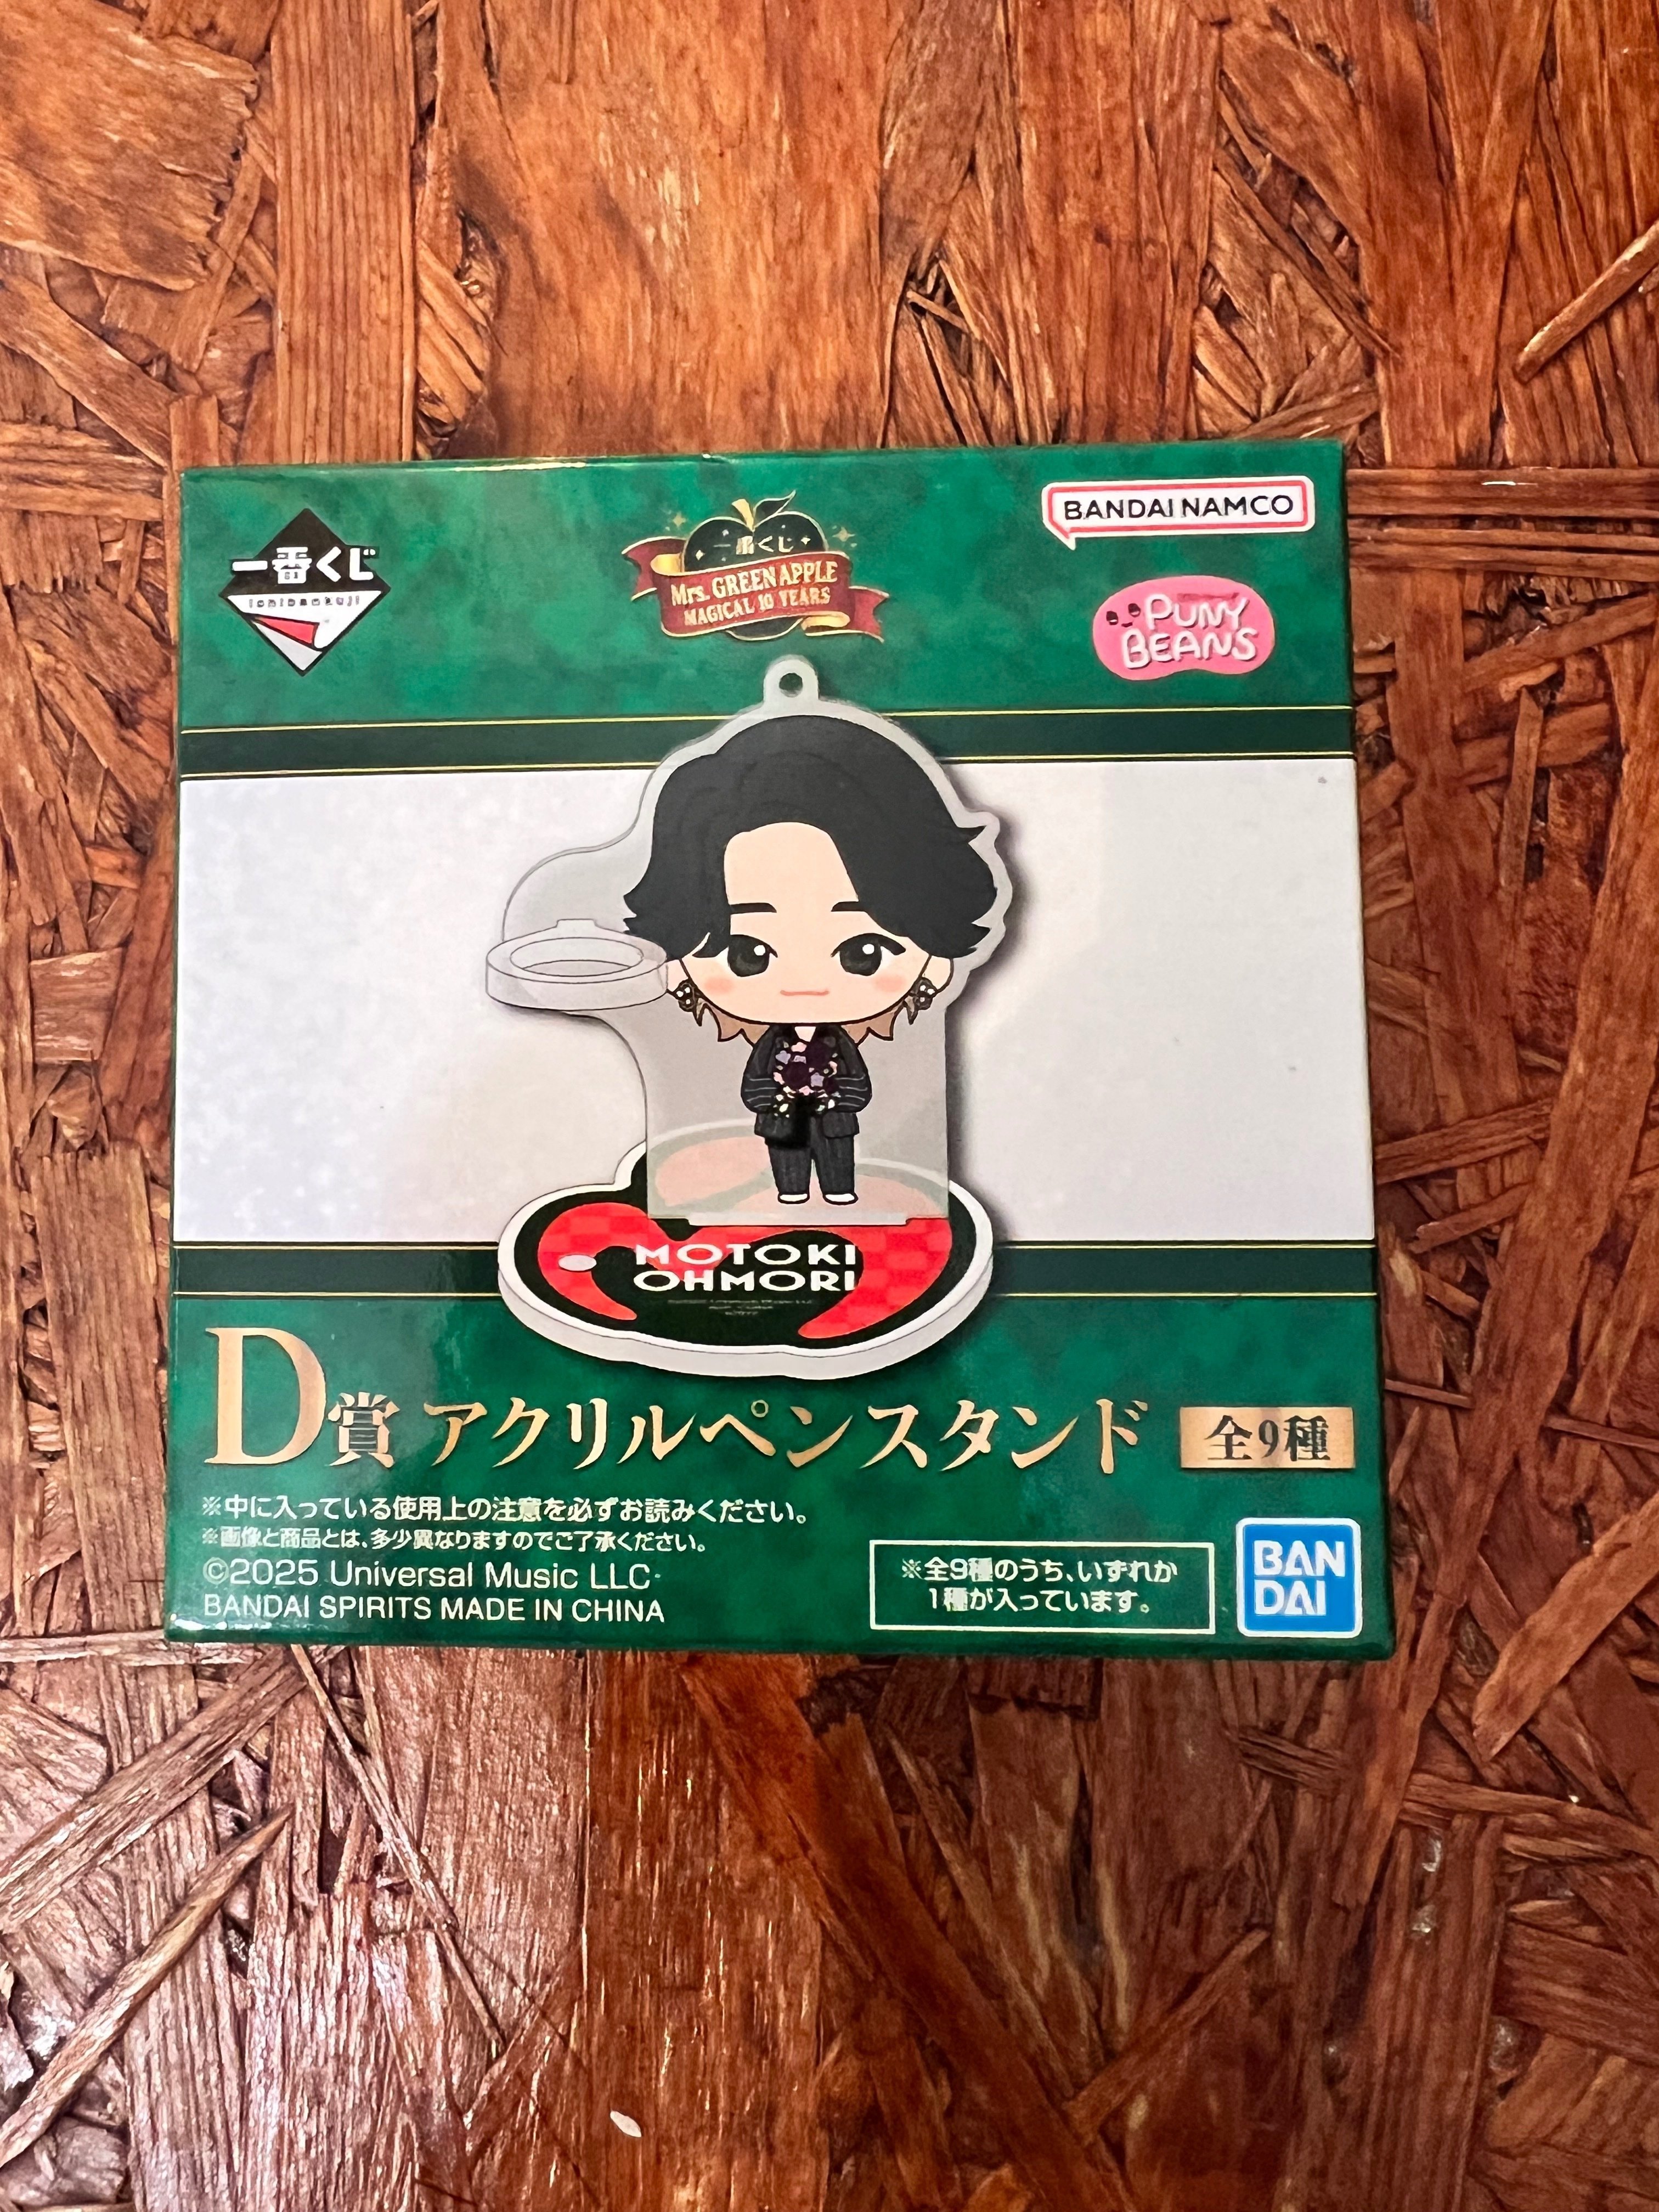 一番くじ
ichibankuji
一番くじ
Mrs. GREEN APPLE
MAGICAL 10 YEARS
BANDAI NAMCO
PUNY
BEANS
MOTOKI
OHMORI
D賞 アクリルペンスタンド 全9種
※中に入っている使用上の注意を必ずお読みください。
※画像と商品とは、多少異なりますのでご了承ください。
©2025 Universal Music LLC
BANDAI SPIRITS MADE IN CHINA
※全9種のうち、いずれか
1種が入っています。
BAN
DAI